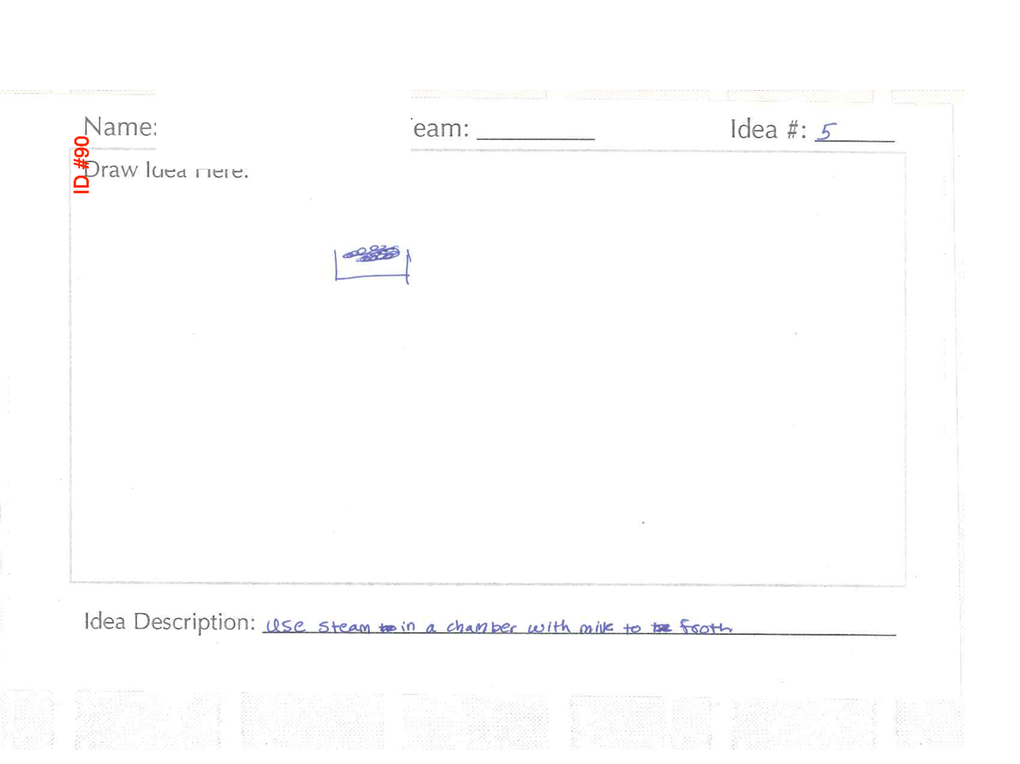 Name: eam: Idea #: 5
ID #90
Draw Idea Here:
Idea Description: Use steam in a chamber with milk to froth